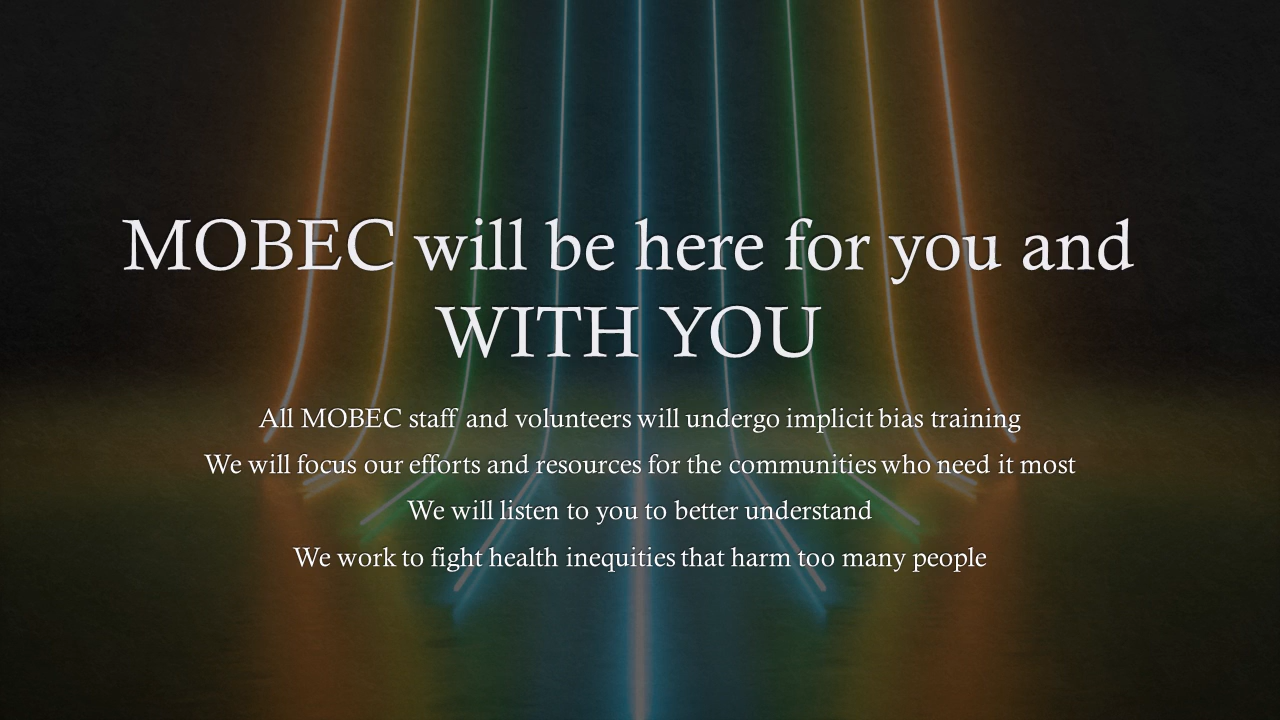 MOBEC will be here for you and
WITH YOU
All MOBEC staff and volunteers will undergo implicit bias training
We will focus our efforts and resources for the communities who need it most
We will listen to you to better understand
We work to fight health inequities that harm too many people